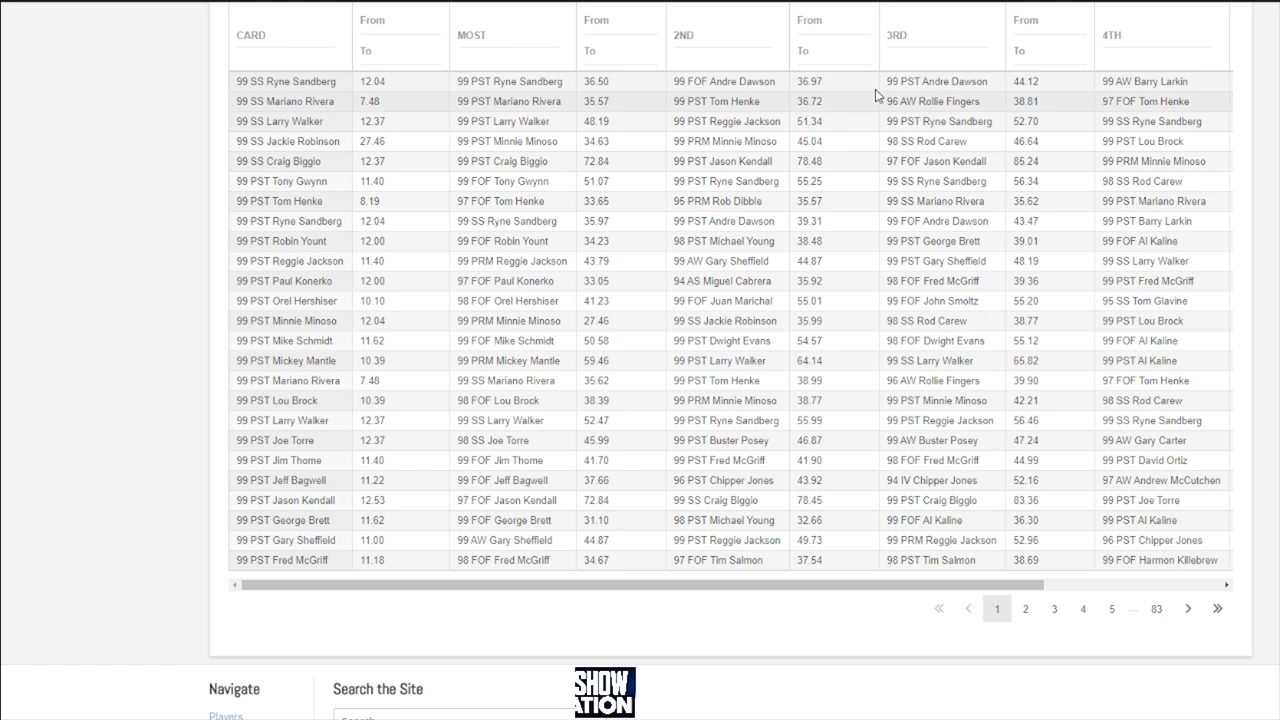 CARD From To MOST From To 2ND From To 3RD From To 4TH
99 SS Ryne Sandberg 12.04 99 PST Ryne Sandberg 36.50 99 FOF Andre Dawson 36.97 99 PST Andre Dawson 44.12 99 AW Barry Larkin
99 SS Mariano Rivera 7.48 99 PST Mariano Rivera 35.57 99 PST Tom Henke 36.72 96 AW Rollie Fingers 38.81 97 FOF Tom Henke
99 SS Larry Walker 12.37 99 PST Larry Walker 48.19 99 PST Reggie Jackson 51.34 99 PST Ryne Sandberg 52.70 99 SS Ryne Sandberg
99 SS Jackie Robinson 27.46 99 PST Minnie Minoso 34.63 99 PRM Minnie Minoso 45.04 98 SS Rod Carew 46.64 99 PST Lou Brock
99 SS Craig Biggio 12.37 99 PST Craig Biggio 72.84 99 PST Jason Kendall 78.48 97 FOF Jason Kendall 85.24 99 PRM Minnie Minoso
99 PST Tony Gwynn 11.40 99 FOF Tony Gwynn 51.07 99 PST Ryne Sandberg 55.25 99 SS Ryne Sandberg 56.34 98 SS Rod Carew
99 PST Tom Henke 8.19 97 FOF Tom Henke 33.65 95 PRM Rob Dibble 35.57 99 SS Mariano Rivera 35.62 99 PST Mariano Rivera
99 PST Ryne Sandberg 12.04 99 SS Ryne Sandberg 35.97 99 PST Andre Dawson 39.31 99 FOF Andre Dawson 43.47 99 PST Barry Larkin
99 PST Robin Yount 12.00 99 FOF Robin Yount 34.23 98 PST Michael Young 38.48 99 PST George Brett 39.01 99 FOF Al Kaline
99 PST Reggie Jackson 11.40 99 PRM Reggie Jackson 43.79 99 AW Gary Sheffield 44.87 99 PST Gary Sheffield 48.19 99 SS Larry Walker
99 PST Paul Konerko 12.00 97 FOF Paul Konerko 33.05 94 AS Miguel Cabrera 35.92 98 FOF Fred McGriff 39.36 99 PST Fred McGriff
99 PST Orel Hershiser 10.10 98 FOF Orel Hershiser 41.23 99 FOF Juan Marichal 55.01 99 FOF John Smoltz 55.20 95 SS Tom Glavine
99 PST Minnie Minoso 12.04 99 PRM Minnie Minoso 27.46 99 SS Jackie Robinson 35.99 98 SS Rod Carew 38.77 99 PST Lou Brock
99 PST Mike Schmidt 11.62 99 FOF Mike Schmidt 50.58 99 PST Dwight Evans 54.57 98 FOF Dwight Evans 55.12 99 FOF Al Kaline
99 PST Mickey Mantle 10.39 99 PRM Mickey Mantle 59.46 99 PST Larry Walker 64.14 99 SS Larry Walker 65.82 99 PST Al Kaline
99 PST Mariano Rivera 7.48 99 SS Mariano Rivera 35.62 99 PST Tom Henke 38.99 96 AW Rollie Fingers 39.90 97 FOF Tom Henke
99 PST Lou Brock 10.39 98 FOF Lou Brock 38.39 99 PRM Minnie Minoso 38.77 99 PST Minnie Minoso 42.21 98 SS Rod Carew
99 PST Larry Walker 12.37 99 SS Larry Walker 52.47 99 PST Ryne Sandberg 55.99 99 PST Reggie Jackson 56.46 99 SS Ryne Sandberg
99 PST Joe Torre 12.37 98 SS Joe Torre 45.99 99 PST Buster Posey 46.87 99 AW Buster Posey 47.24 99 AW Gary Carter
99 PST Jim Thome 11.40 99 FOF Jim Thome 41.70 99 PST Fred McGriff 41.90 98 FOF Fred McGriff 44.99 99 PST David Ortiz
99 PST Jeff Bagwell 11.22 99 FOF Jeff Bagwell 37.66 96 PST Chipper Jones 43.92 94 IV Chipper Jones 52.16 97 AW Andrew McCutchen
99 PST Jason Kendall 12.53 97 FOF Jason Kendall 72.84 99 SS Craig Biggio 78.45 99 PST Craig Biggio 83.36 99 PST Joe Torre
99 PST George Brett 11.62 99 FOF George Brett 31.10 98 PST Michael Young 32.66 99 FOF Al Kaline 36.30 99 PST Al Kaline
99 PST Gary Sheffield 11.00 99 AW Gary Sheffield 44.87 99 PST Reggie Jackson 49.73 99 PRM Reggie Jackson 52.96 96 PST Chipper Jones
99 PST Fred McGriff 11.18 98 FOF Fred McGriff 34.67 97 FOF Tim Salmon 37.54 98 PST Tim Salmon 38.69 99 FOF Harmon Killebrew
1 2 3 4 5 ... 83
Navigate Search the Site
SHOW
ATION
Players Search